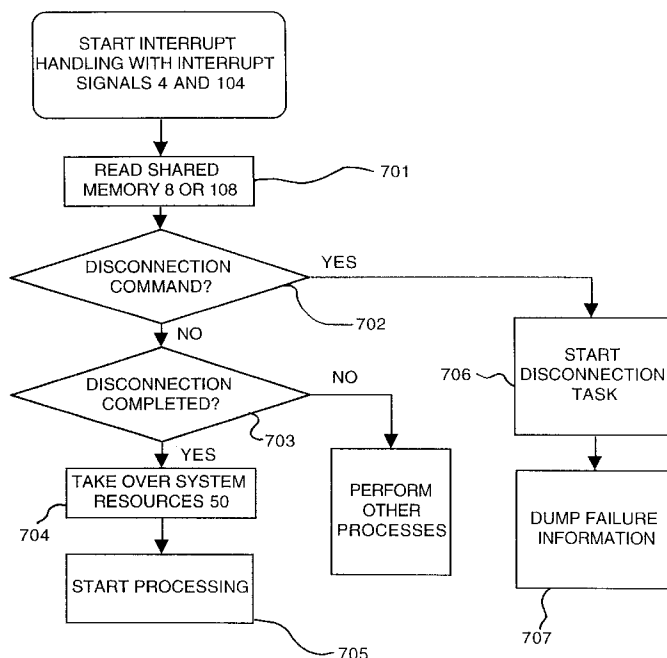 START INTERRUPT
HANDLING WITH INTERRUPT
SIGNALS 4 AND 104
READ SHARED
MEMORY 8 OR 108
701
DISCONNECTION
COMMAND?
YES
702
NO
DISCONNECTION
COMPLETED?
NO
703
YES
TAKE OVER SYSTEM
RESOURCES 50
704
START PROCESSING
705
PERFORM
OTHER
PROCESSES
706
START
DISCONNECTION
TASK
DUMP FAILURE
INFORMATION
707